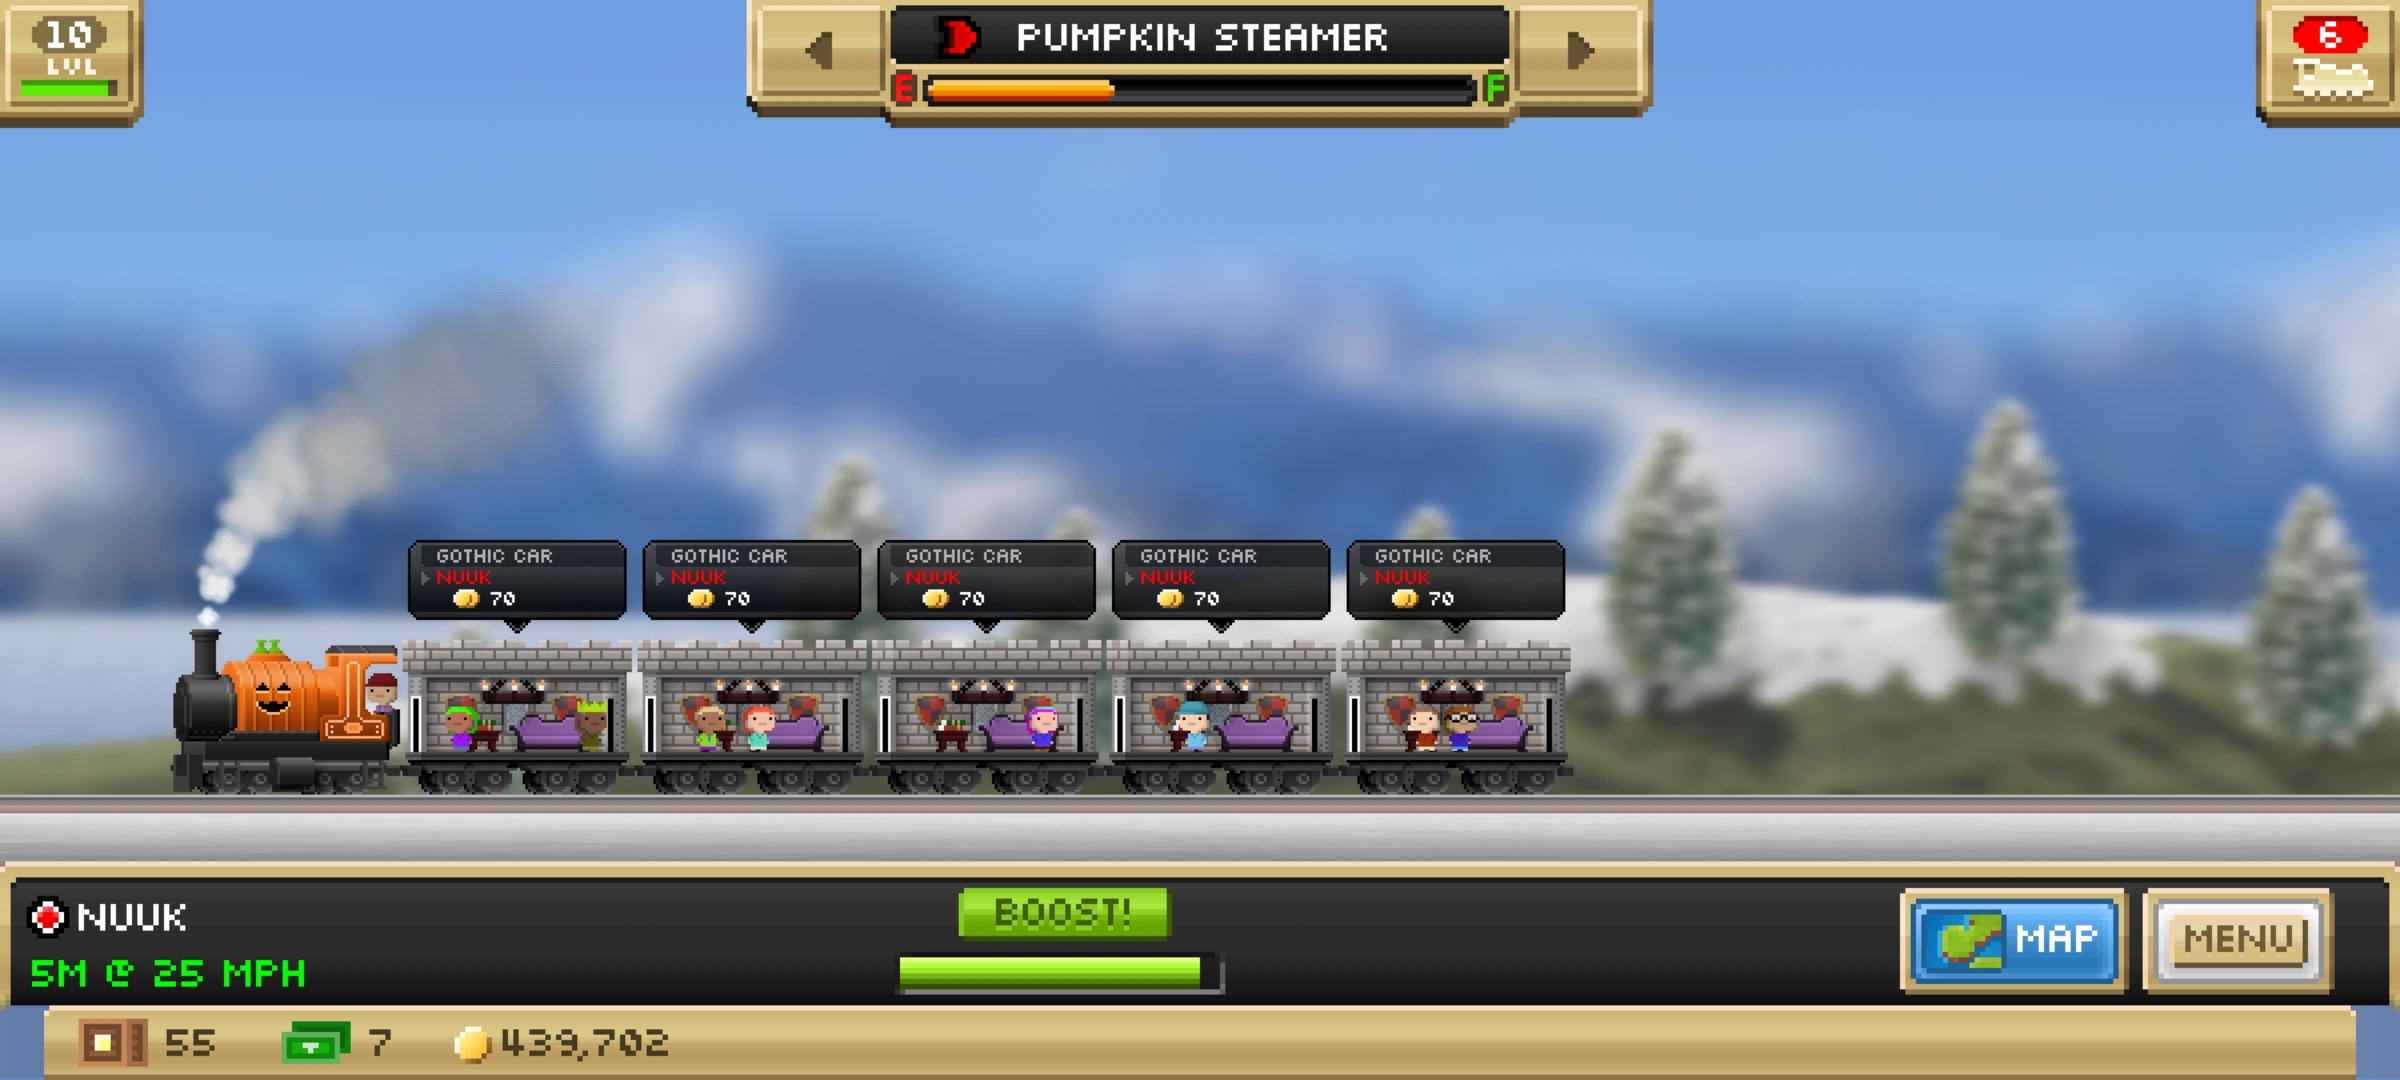 10
LVL
PUMPKIN STEAMER
E
F
6
GOTHIC CAR
NUUK
70
GOTHIC CAR
NUUK
70
GOTHIC CAR
NUUK
70
GOTHIC CAR
NUUK
70
GOTHIC CAR
NUUK
70
NUUK
5M @ 25 MPH
BOOST!
MAP
MENU
55
7
439,702